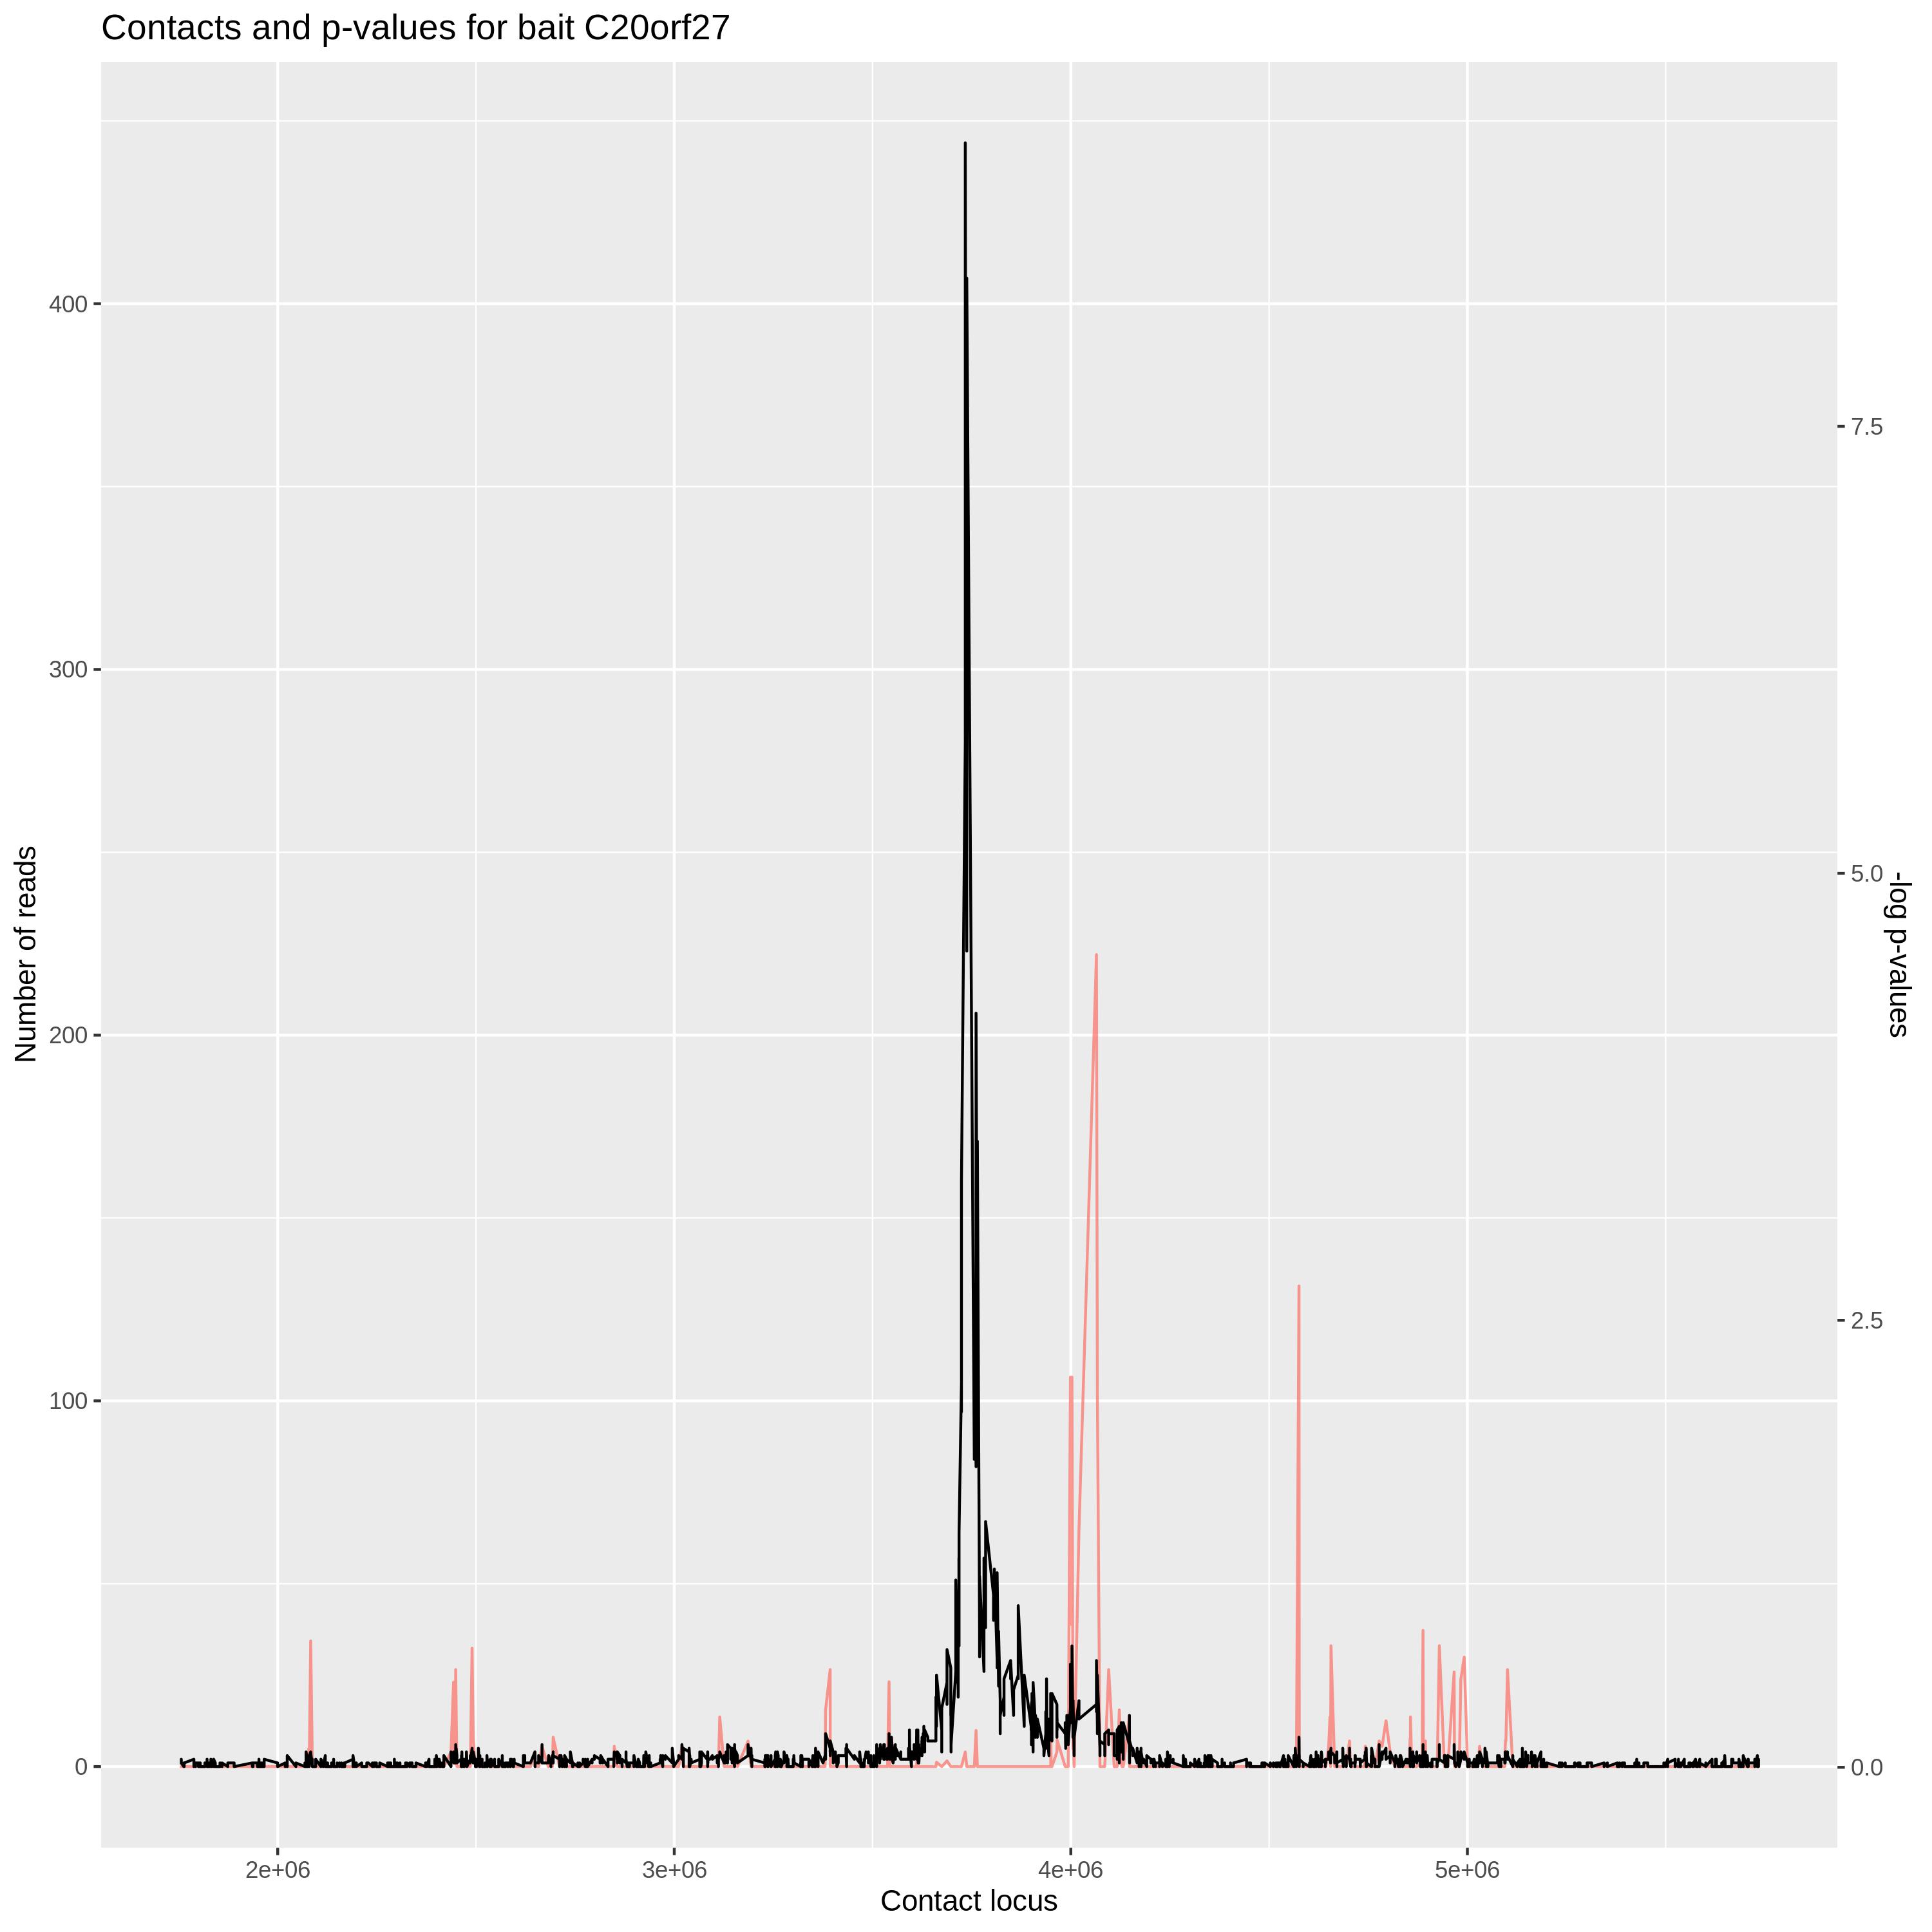 Contacts and p-values for bait C20orf27
Number of reads
400
300
200
100
0
7.5
5.0
2.5
0.0
-log p-values
2e+06
3e+06
4e+06
5e+06
Contact locus